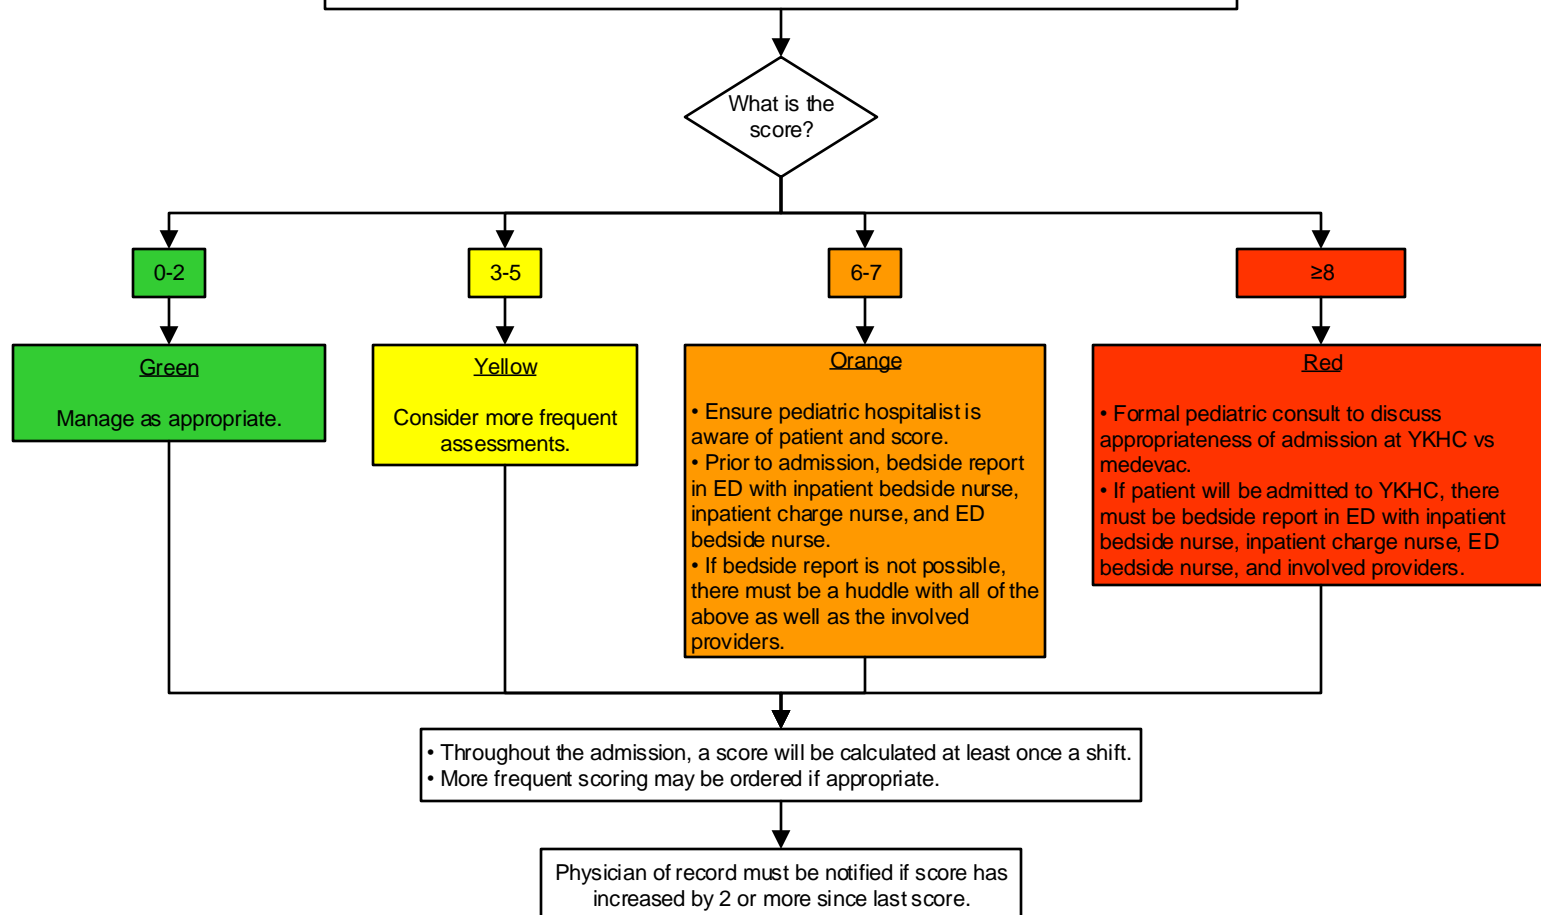 What is the
score?
0-2
3-5
6-7
≥8
Green
Manage as appropriate.
Yellow
Consider more frequent
assessments.
Orange
• Ensure pediatric hospitalist is
aware of patient and score.
• Prior to admission, bedside report
in ED with inpatient bedside nurse,
inpatient charge nurse, and ED
bedside nurse.
• If bedside report is not possible,
there must be a huddle with all of the
above as well as the involved
providers.
Red
• Formal pediatric consult to discuss
appropriateness of admission at YKHC vs
medevac.
• If patient will be admitted to YKHC, there
must be bedside report in ED with inpatient
bedside nurse, inpatient charge nurse, ED
bedside nurse, and involved providers.
• Throughout the admission, a score will be calculated at least once a shift.
• More frequent scoring may be ordered if appropriate.
Physician of record must be notified if score has
increased by 2 or more since last score.